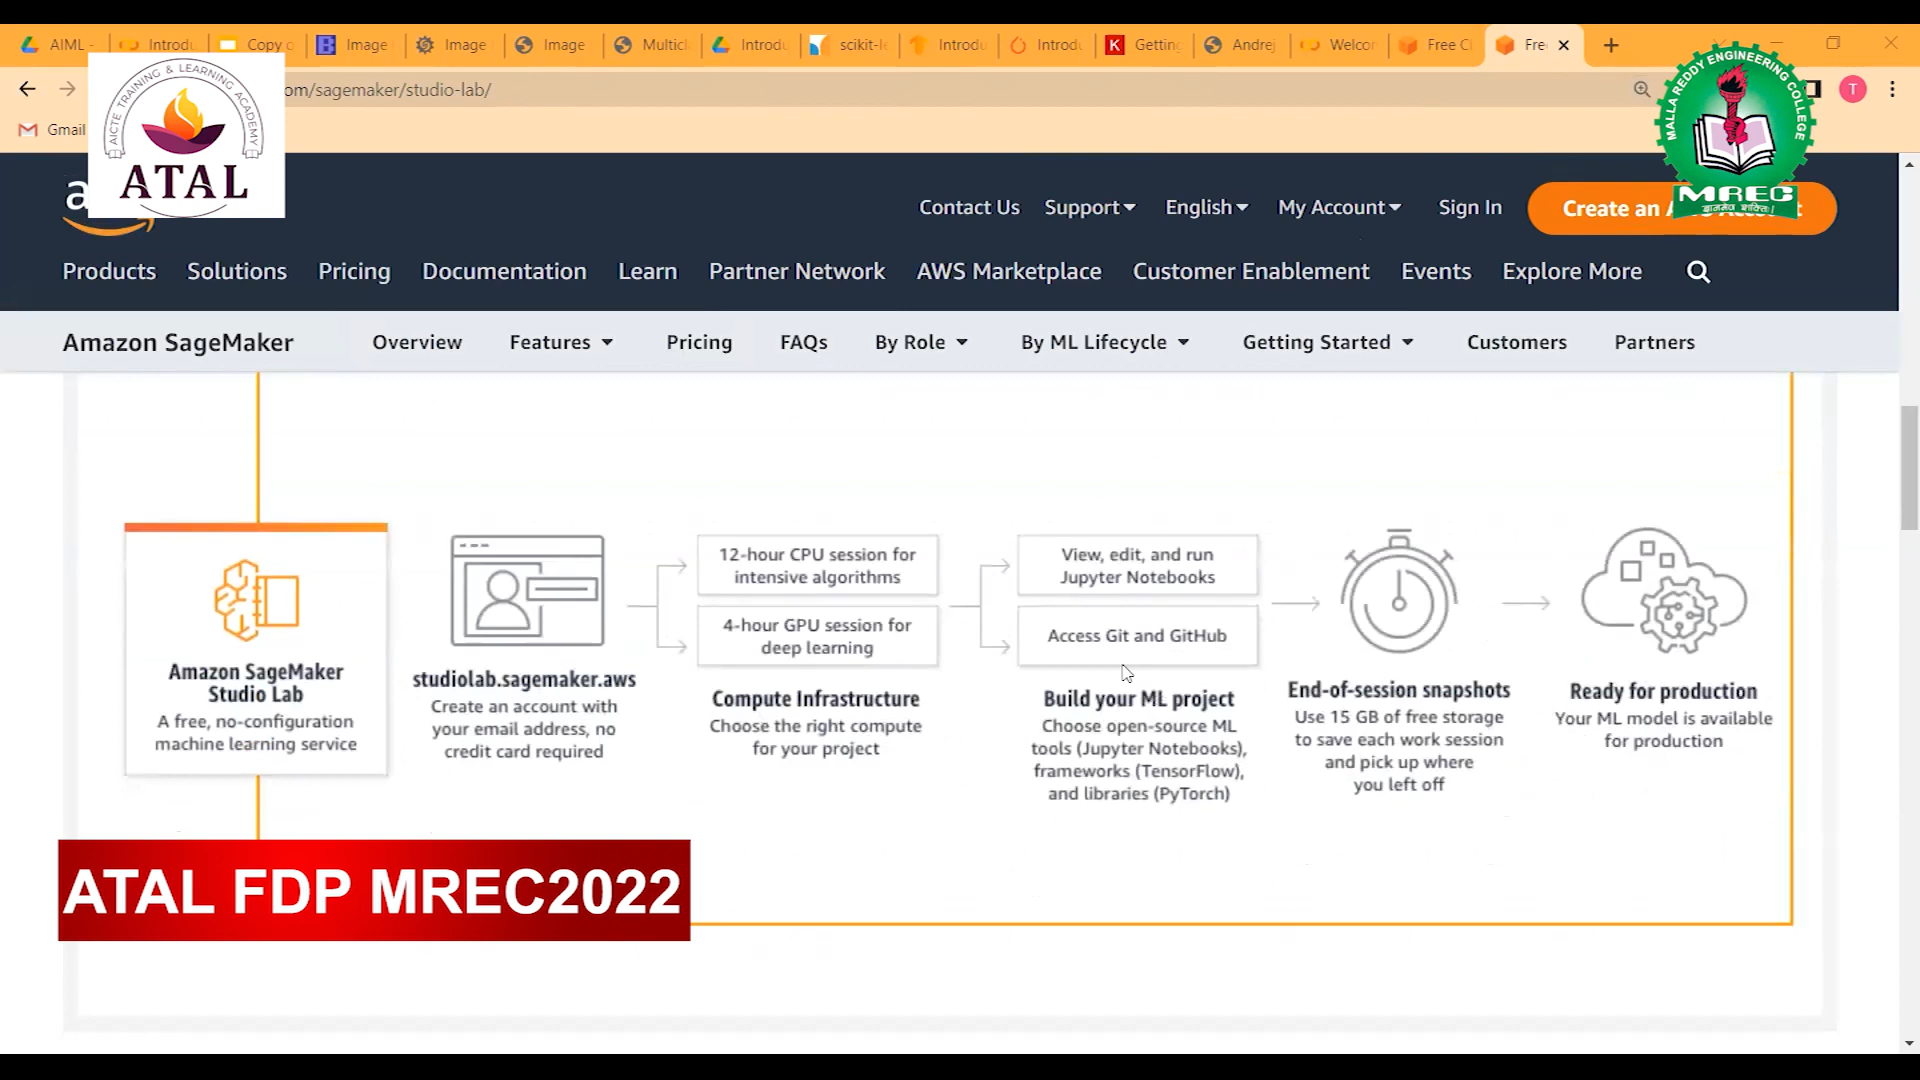 AIML -
Introdu
Copy o
Image
Image
Image
Multicl
Introdu
scikit-le
Introdu
Introdu
Getting
Andrej
Welcon
Free Cl
Free
com/sagemaker/studio-lab/
T
Gmail
AICTE TRAINING & LEARNING ACADEMY
ATAL
MALLA REDDY ENGINEERING COLLEGE
MREC
Contact Us
Support
English
My Account
Sign In
Create an
Products
Solutions
Pricing
Documentation
Learn
Partner Network
AWS Marketplace
Customer Enablement
Events
Explore More
Amazon SageMaker
Overview
Features
Pricing
FAQs
By Role
By ML Lifecycle
Getting Started
Customers
Partners
Amazon SageMaker
Studio Lab
A free, no-configuration
machine learning service
studiolab.sagemaker.aws
Create an account with
your email address, no
credit card required
12-hour CPU session for
intensive algorithms
4-hour GPU session for
deep learning
Compute Infrastructure
Choose the right compute
for your project
View, edit, and run
Jupyter Notebooks
Access Git and GitHub
Build your ML project
Choose open-source ML
tools (Jupyter Notebooks),
frameworks (TensorFlow),
and libraries (PyTorch)
End-of-session snapshots
Use 15 GB of free storage
to save each work session
and pick up where
you left off
Ready for production
Your ML model is available
for production
ATAL FDP MREC2022